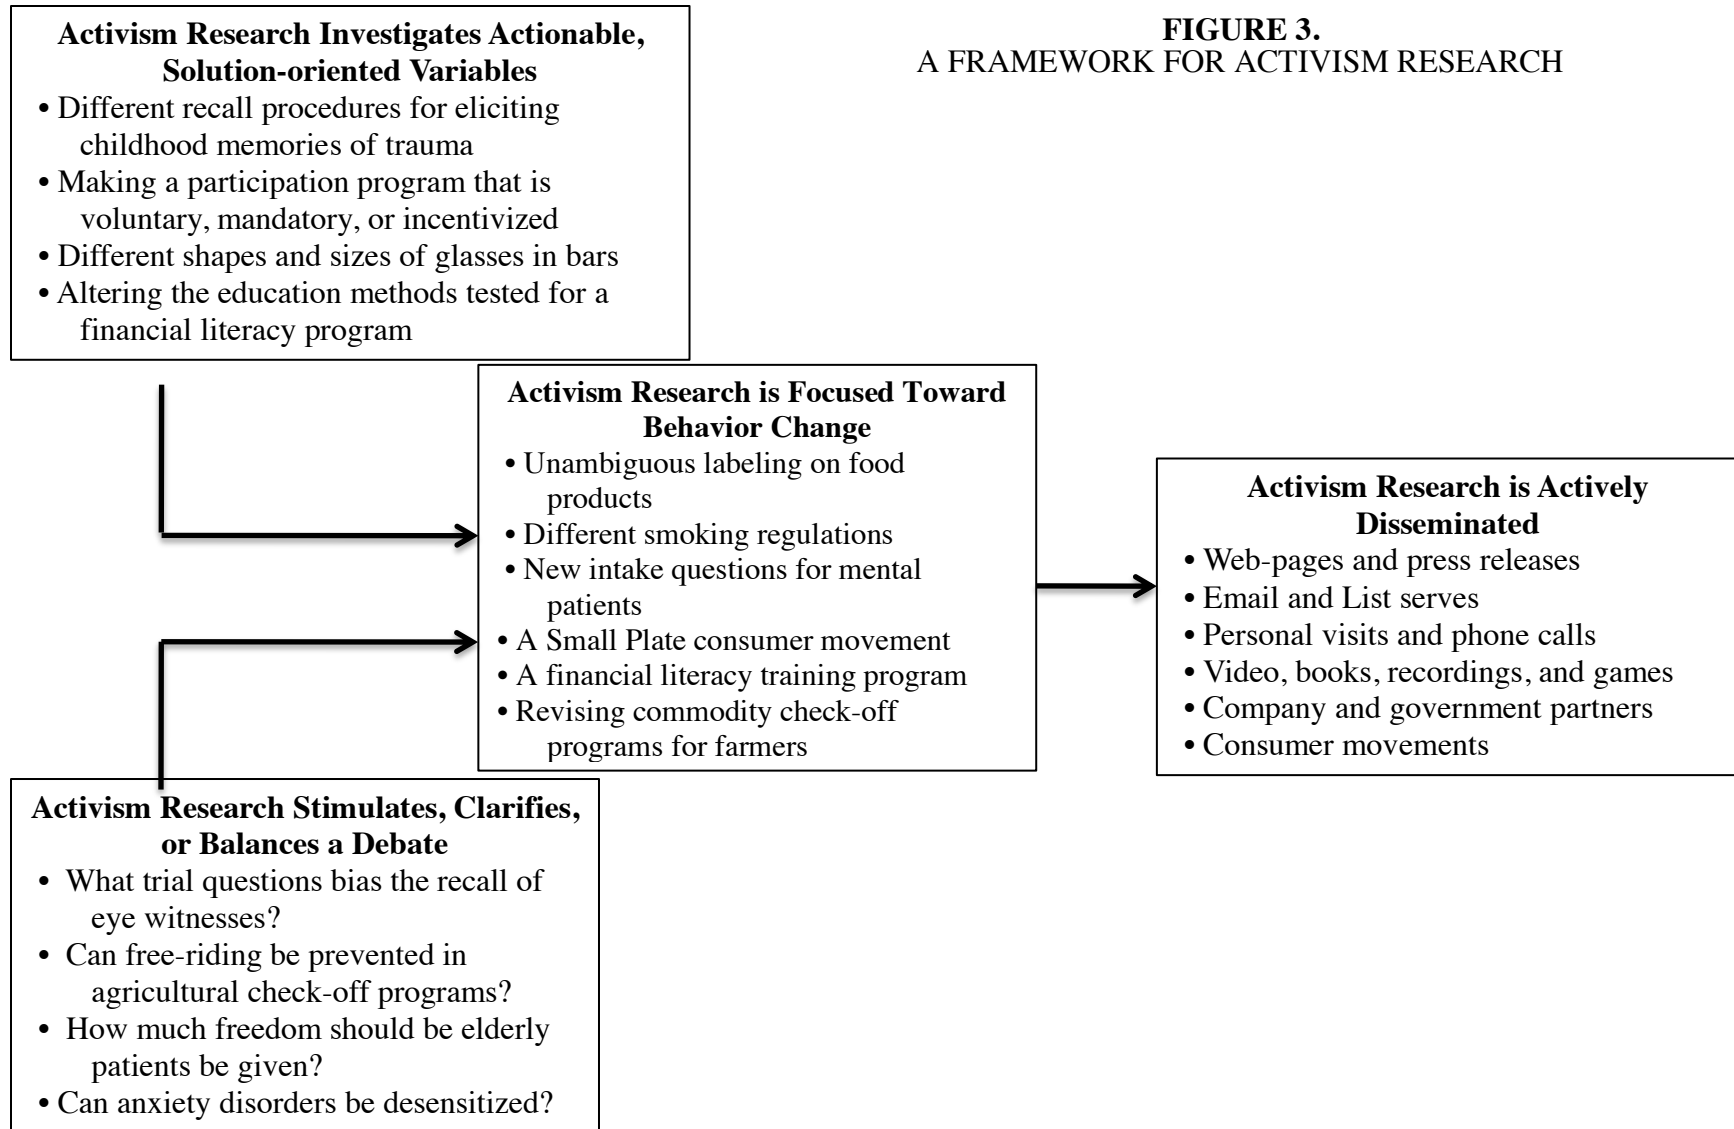 FIGURE 3.
A FRAMEWORK FOR ACTIVISM RESEARCH
Activism Research Investigates Actionable,
Solution-oriented Variables
• Different recall procedures for eliciting
childhood memories of trauma
• Making a participation program that is
voluntary, mandatory, or incentivized
• Different shapes and sizes of glasses in bars
• Altering the education methods tested for a
financial literacy program
Activism Research is Focused Toward
Behavior Change
• Unambiguous labeling on food
products
• Different smoking regulations
• New intake questions for mental
patients
• A Small Plate consumer movement
• A financial literacy training program
• Revising commodity check-off
programs for farmers
Activism Research is Actively
Disseminated
• Web-pages and press releases
• Email and List serves
• Personal visits and phone calls
• Video, books, recordings, and games
• Company and government partners
• Consumer movements
Activism Research Stimulates, Clarifies,
or Balances a Debate
• What trial questions bias the recall of
eye witnesses?
• Can free-riding be prevented in
agricultural check-off programs?
• How much freedom should be elderly
patients be given?
• Can anxiety disorders be desensitized?